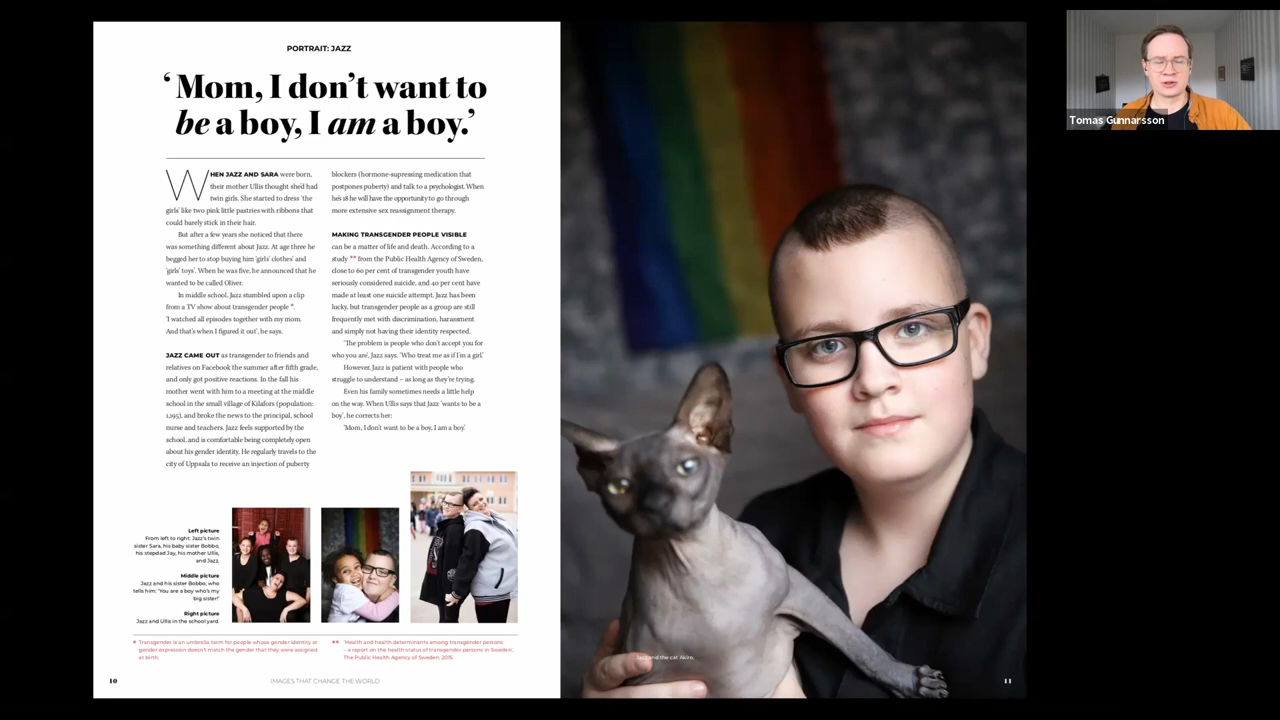 PORTRAIT: JAZZ
‘Mom, I don’t want to
be a boy, I am a boy.’
WHEN JAZZ AND SARA were born,
their mother Ullis thought she’d had
twin girls. She started to dress ‘the
girls’ like two pink little pastries with ribbons that
could barely stick in their hair.
But after a few years she noticed that there
was something different about Jazz. At age three he
begged her to stop buying him ‘girls’ clothes’ and
‘girls’ toys’. When he was five, he announced that he
wanted to be called Oliver.
In middle school, Jazz stumbled upon a clip
from a TV show about transgender people *.
‘I watched all episodes together with my mom.
And that’s when I figured it out’, he says.
JAZZ CAME OUT as transgender to friends and
relatives on Facebook the summer after fifth grade,
and only got positive reactions. In the fall his
mother went with him to a meeting at the middle
school in the small village of Kilafors (population:
1,195), and broke the news to the principal, school
nurse and teachers. Jazz feels supported by the
school, and is comfortable being completely open
about his gender identity. He regularly travels to the
city of Uppsala to receive an injection of puberty
blockers (hormone-supressing medication that
postpones puberty) and talk to a psychologist. When
he’s 18 he will have the opportunity to go through
more extensive sex reassignment therapy.
MAKING TRANSGENDER PEOPLE VISIBLE
can be a matter of life and death. According to a
study ** from the Public Health Agency of Sweden,
close to 60 per cent of transgender youth have
seriously considered suicide, and 40 per cent have
made at least one suicide attempt. Jazz has been
lucky, but transgender people as a group are still
frequently met with discrimination, harassment
and simply not having their identity respected.
‘The problem is people who don’t accept you for
who you are’, Jazz says. ‘Who treat me as if I’m a girl.’
However, Jazz is patient with people who
struggle to understand – as long as they’re trying.
Even his family sometimes needs a little help
on the way. When Ullis says that Jazz ‘wants to be a
boy’, he corrects her:
‘Mom, I don’t want to be a boy, I am a boy.’
Left picture
From left to right: Jazz’s twin
sister Sara, his baby sister Bobbo,
his stepdad Jay, his mother Ullis,
and Jazz.
Middle picture
Jazz and his sister Bobbo, who
tells him: ‘You are a boy who’s my
big sister!’
Right picture
Jazz and Ullis in the school yard.
* Transgender is an umbrella term for people whose gender identity or
gender expression doesn’t match the gender that they were assigned
at birth.
** ‘Health and health determinants among transgender persons
– a report on the health status of transgender persons in Sweden’,
The Public Health Agency of Sweden, 2015.
10
IMAGES THAT CHANGE THE WORLD
Jazz and the cat Akiro.
11
Tomas Gunnarsson